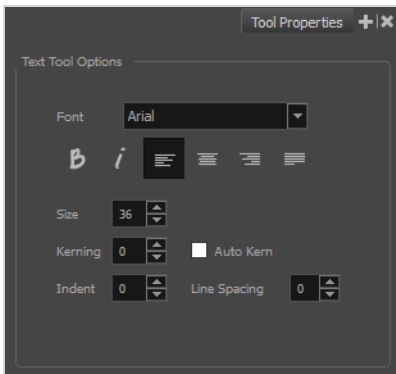 Tool Properties
Text Tool Options
Font Arial
B i
Size 36
Kerning 0 Auto Kern
Indent 0 Line Spacing 0